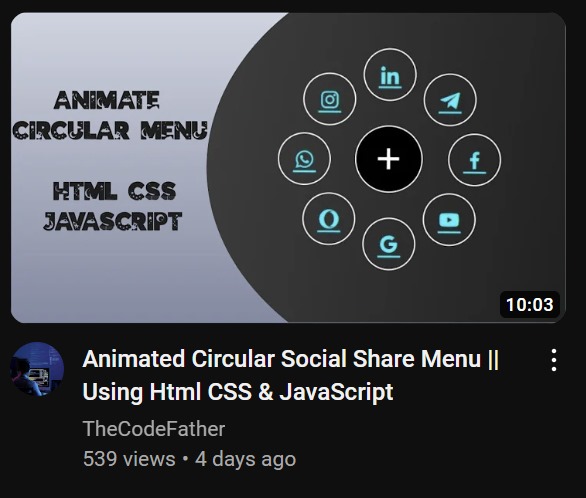 ANIMATE
CIRCULAR MENU
HTML CSS
JAVASCRIPT
in
f
G
10:03
Animated Circular Social Share Menu ||
Using Html CSS & JavaScript
TheCodeFather
539 views • 4 days ago